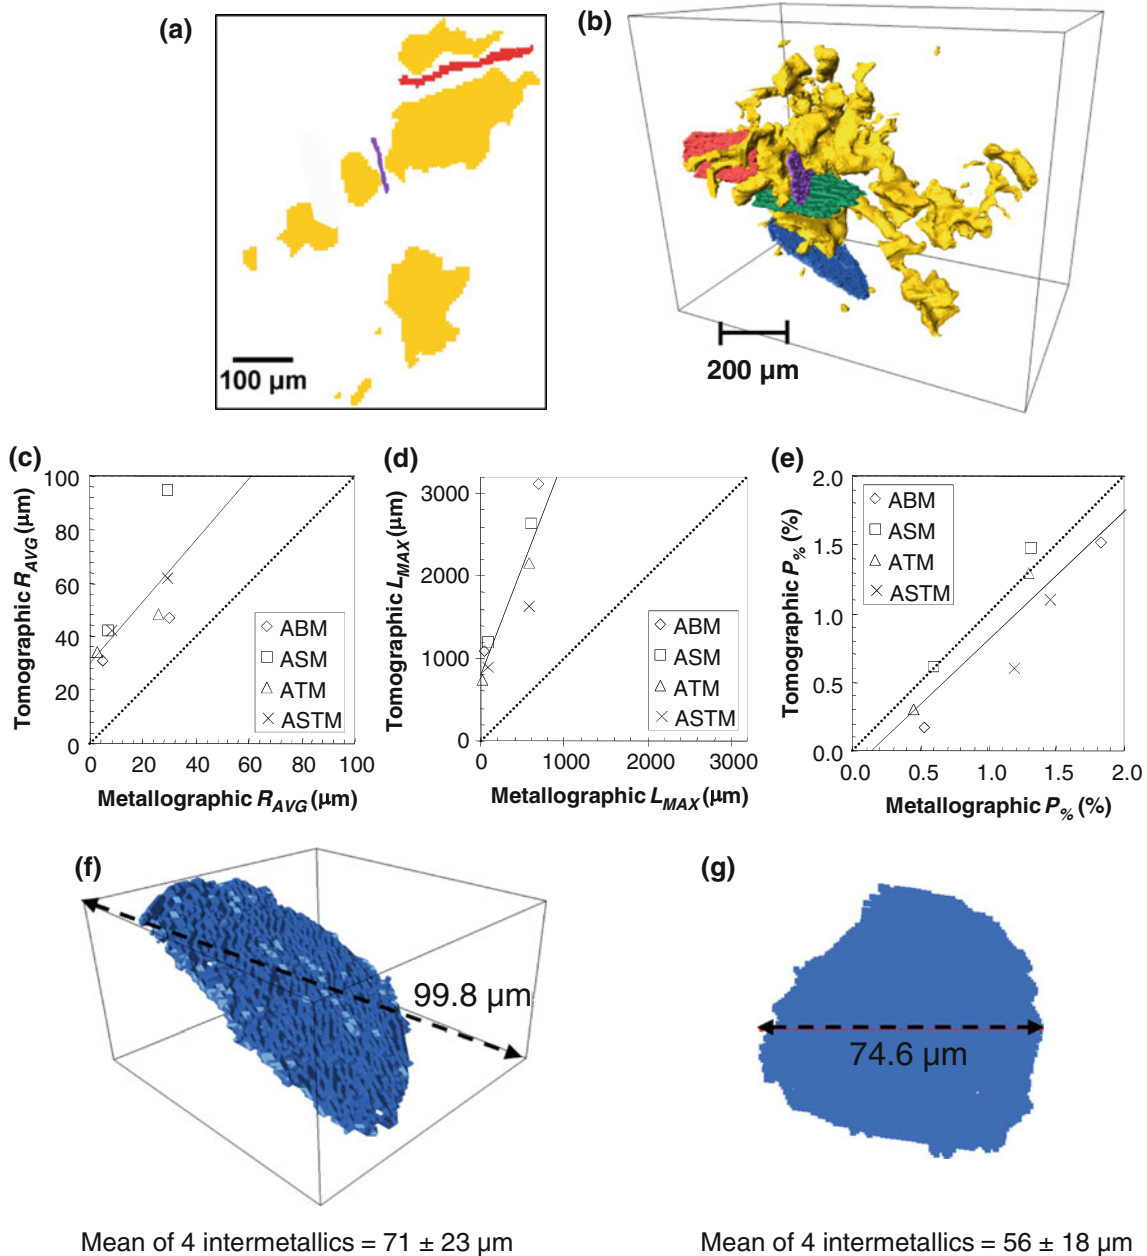 (a)
100 µm
(b)
200 µm
(c)
Tomographic R_AVG (µm)
100
80
60
40
20
0
0 20 40 60 80 100
Metallographic R_AVG (µm)
ABM
ASM
ATM
ASTM
(d)
Tomographic L_MAX (µm)
3000
2000
1000
0
0 1000 2000 3000
Metallographic L_MAX (µm)
ABM
ASM
ATM
ASTM
(e)
Tomographic P_% (%)
2.0
1.5
1.0
0.5
0.0
0.0 0.5 1.0 1.5 2.0
Metallographic P_% (%)
ABM
ASM
ATM
ASTM
(f)
99.8 µm
Mean of 4 intermetallics = 71 ± 23 µm
(g)
74.6 µm
Mean of 4 intermetallics = 56 ± 18 µm